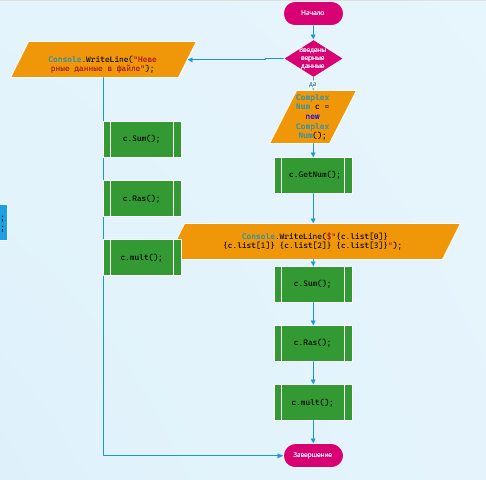 Начало
Введены
верные
данные
да
Console.WriteLine("Неве
рные данные в файле");
Complex
Num c =
new
Complex
Num();
c.GetNum();
Console.WriteLine($"{c.list[0]}
{c.list[1]} {c.list[2]} {c.list[3]}");
c.Sum();
c.Ras();
c.mult();
c.Sum();
c.Ras();
c.mult();
Завершение